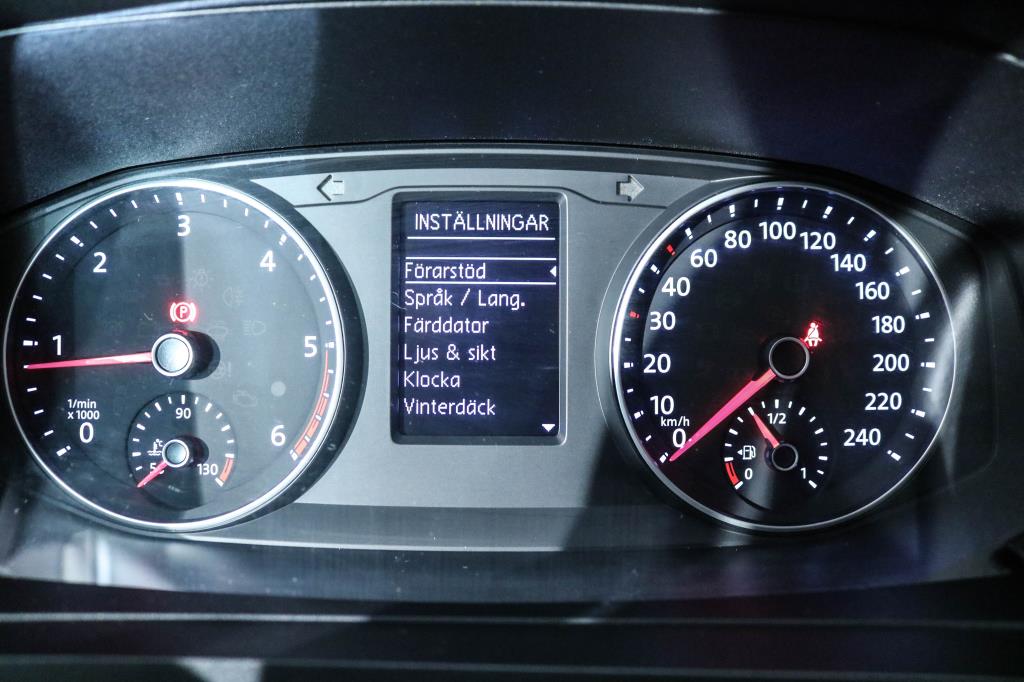 INSTÄLLNINGAR
Förarstöd
Språk / Lang.
Färddator
Ljus & sikt
Klocka
Vinterdäck
0
1
2
3
4
5
6
1/min
x 1000
P
90
130
°C
0
10
20
30
40
60
80
100
120
140
160
180
200
220
240
km/h
0
1/2
1